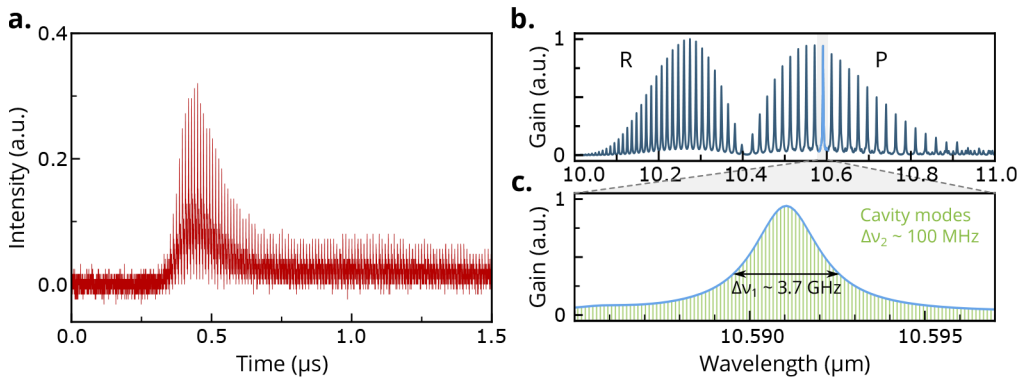 a.
0.4
0.2
0.0
Intensity (a.u.)
0.0
0.5
1.0
1.5
Time (μs)
b.
1
0
Gain (a.u.)
R
P
10.0
10.2
10.4
10.6
10.8
11.0
c.
1
0
Gain (a.u.)
Cavity modes
Δν₂ ~ 100 MHz
Δν₁ ~ 3.7 GHz
10.590
10.595
Wavelength (μm)